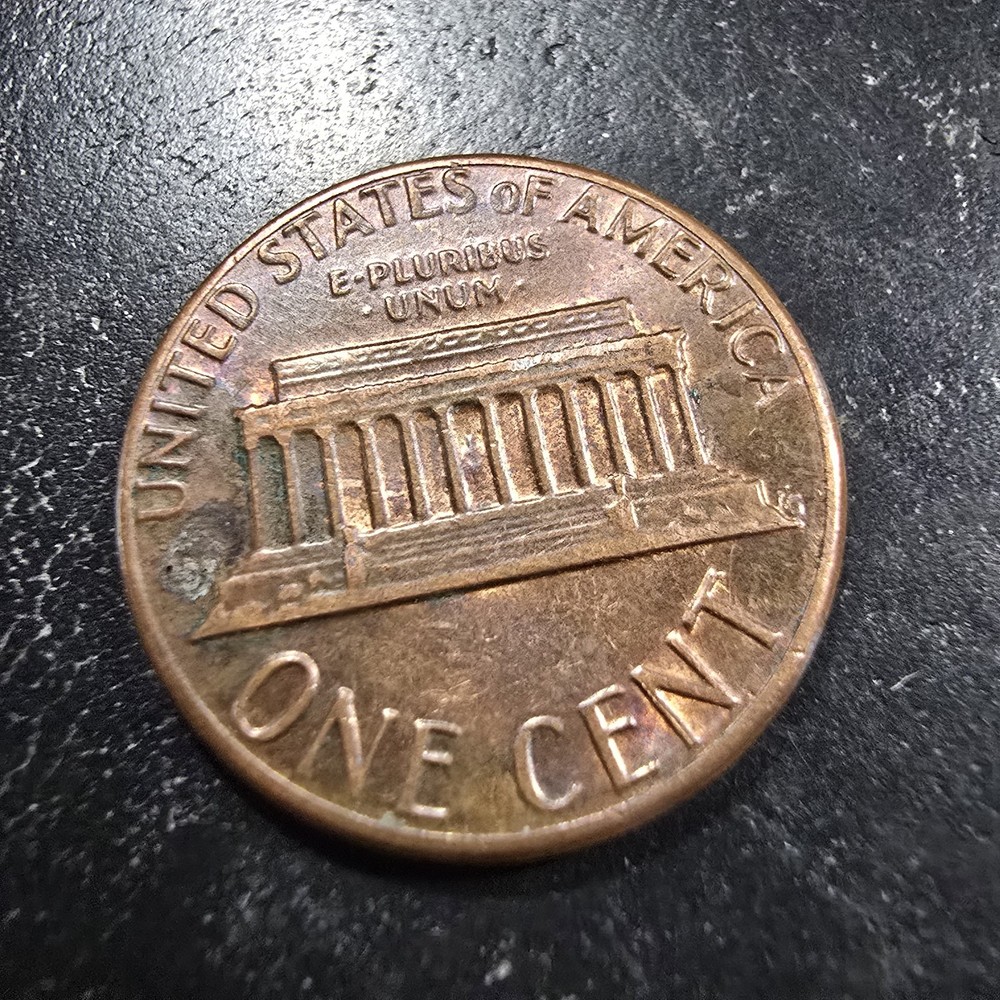 UNITED STATES OF AMERICA
E·PLURIBUS
·UNUM·
ONE CENT